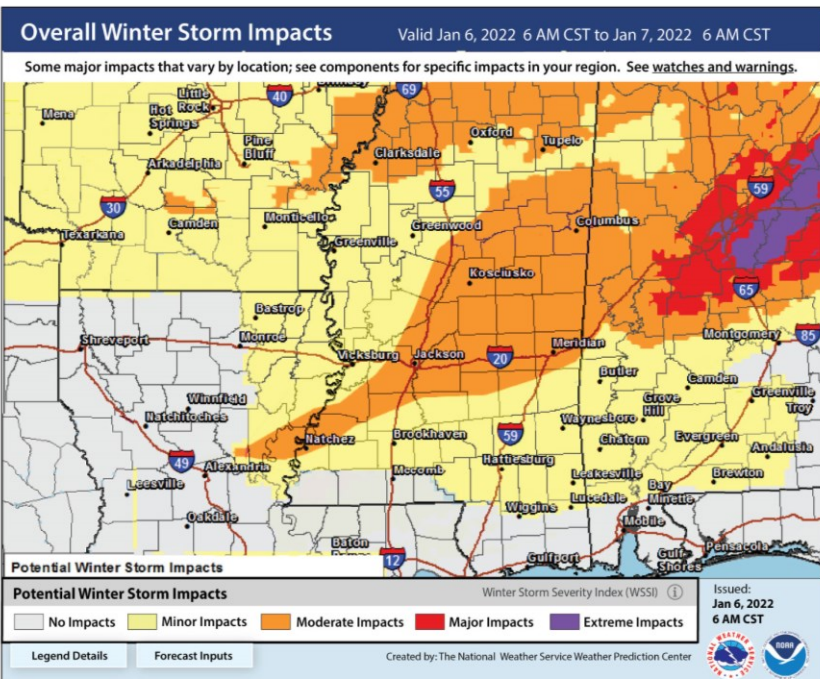 Overall Winter Storm Impacts
Valid Jan 6, 2022 6 AM CST to Jan 7, 2022 6 AM CST
Some major impacts that vary by location; see components for specific impacts in your region. See watches and warnings.
Little Rock
40
69
Mena
Hot Springs
Pine Bluff
Oxford
Tupelo
Clarksdale
Arkadelphia
55
59
30
Camden
Monticello
Greenwood
Columbus
Texarkana
Greenville
Kosciusko
65
Bastrop
Monroe
Shreveport
Vicksburg
Jackson
20
Meridian
Montgomery
85
Butler
Camden
Winnfield
Grove Hill
Greenville
Troy
Natchitoches
Waynesboro
Natchez
Brookhaven
59
Chatom
Evergreen
Andalusia
49
Alexandria
Hattiesburg
Mccomb
Leakesville
Brewton
Leesville
Bay Minette
Wiggins
Lucedale
Oakdale
Mobile
Baton
12
Gulfport
Gulf Shores
Pensacola
Potential Winter Storm Impacts
Potential Winter Storm Impacts
Winter Storm Severity Index (WSSI) i
No Impacts
Minor Impacts
Moderate Impacts
Major Impacts
Extreme Impacts
Issued:
Jan 6, 2022
6 AM CST
Legend Details
Forecast Inputs
Created by: The National Weather Service Weather Prediction Center
NATIONAL WEATHER SERVICE
NOAA